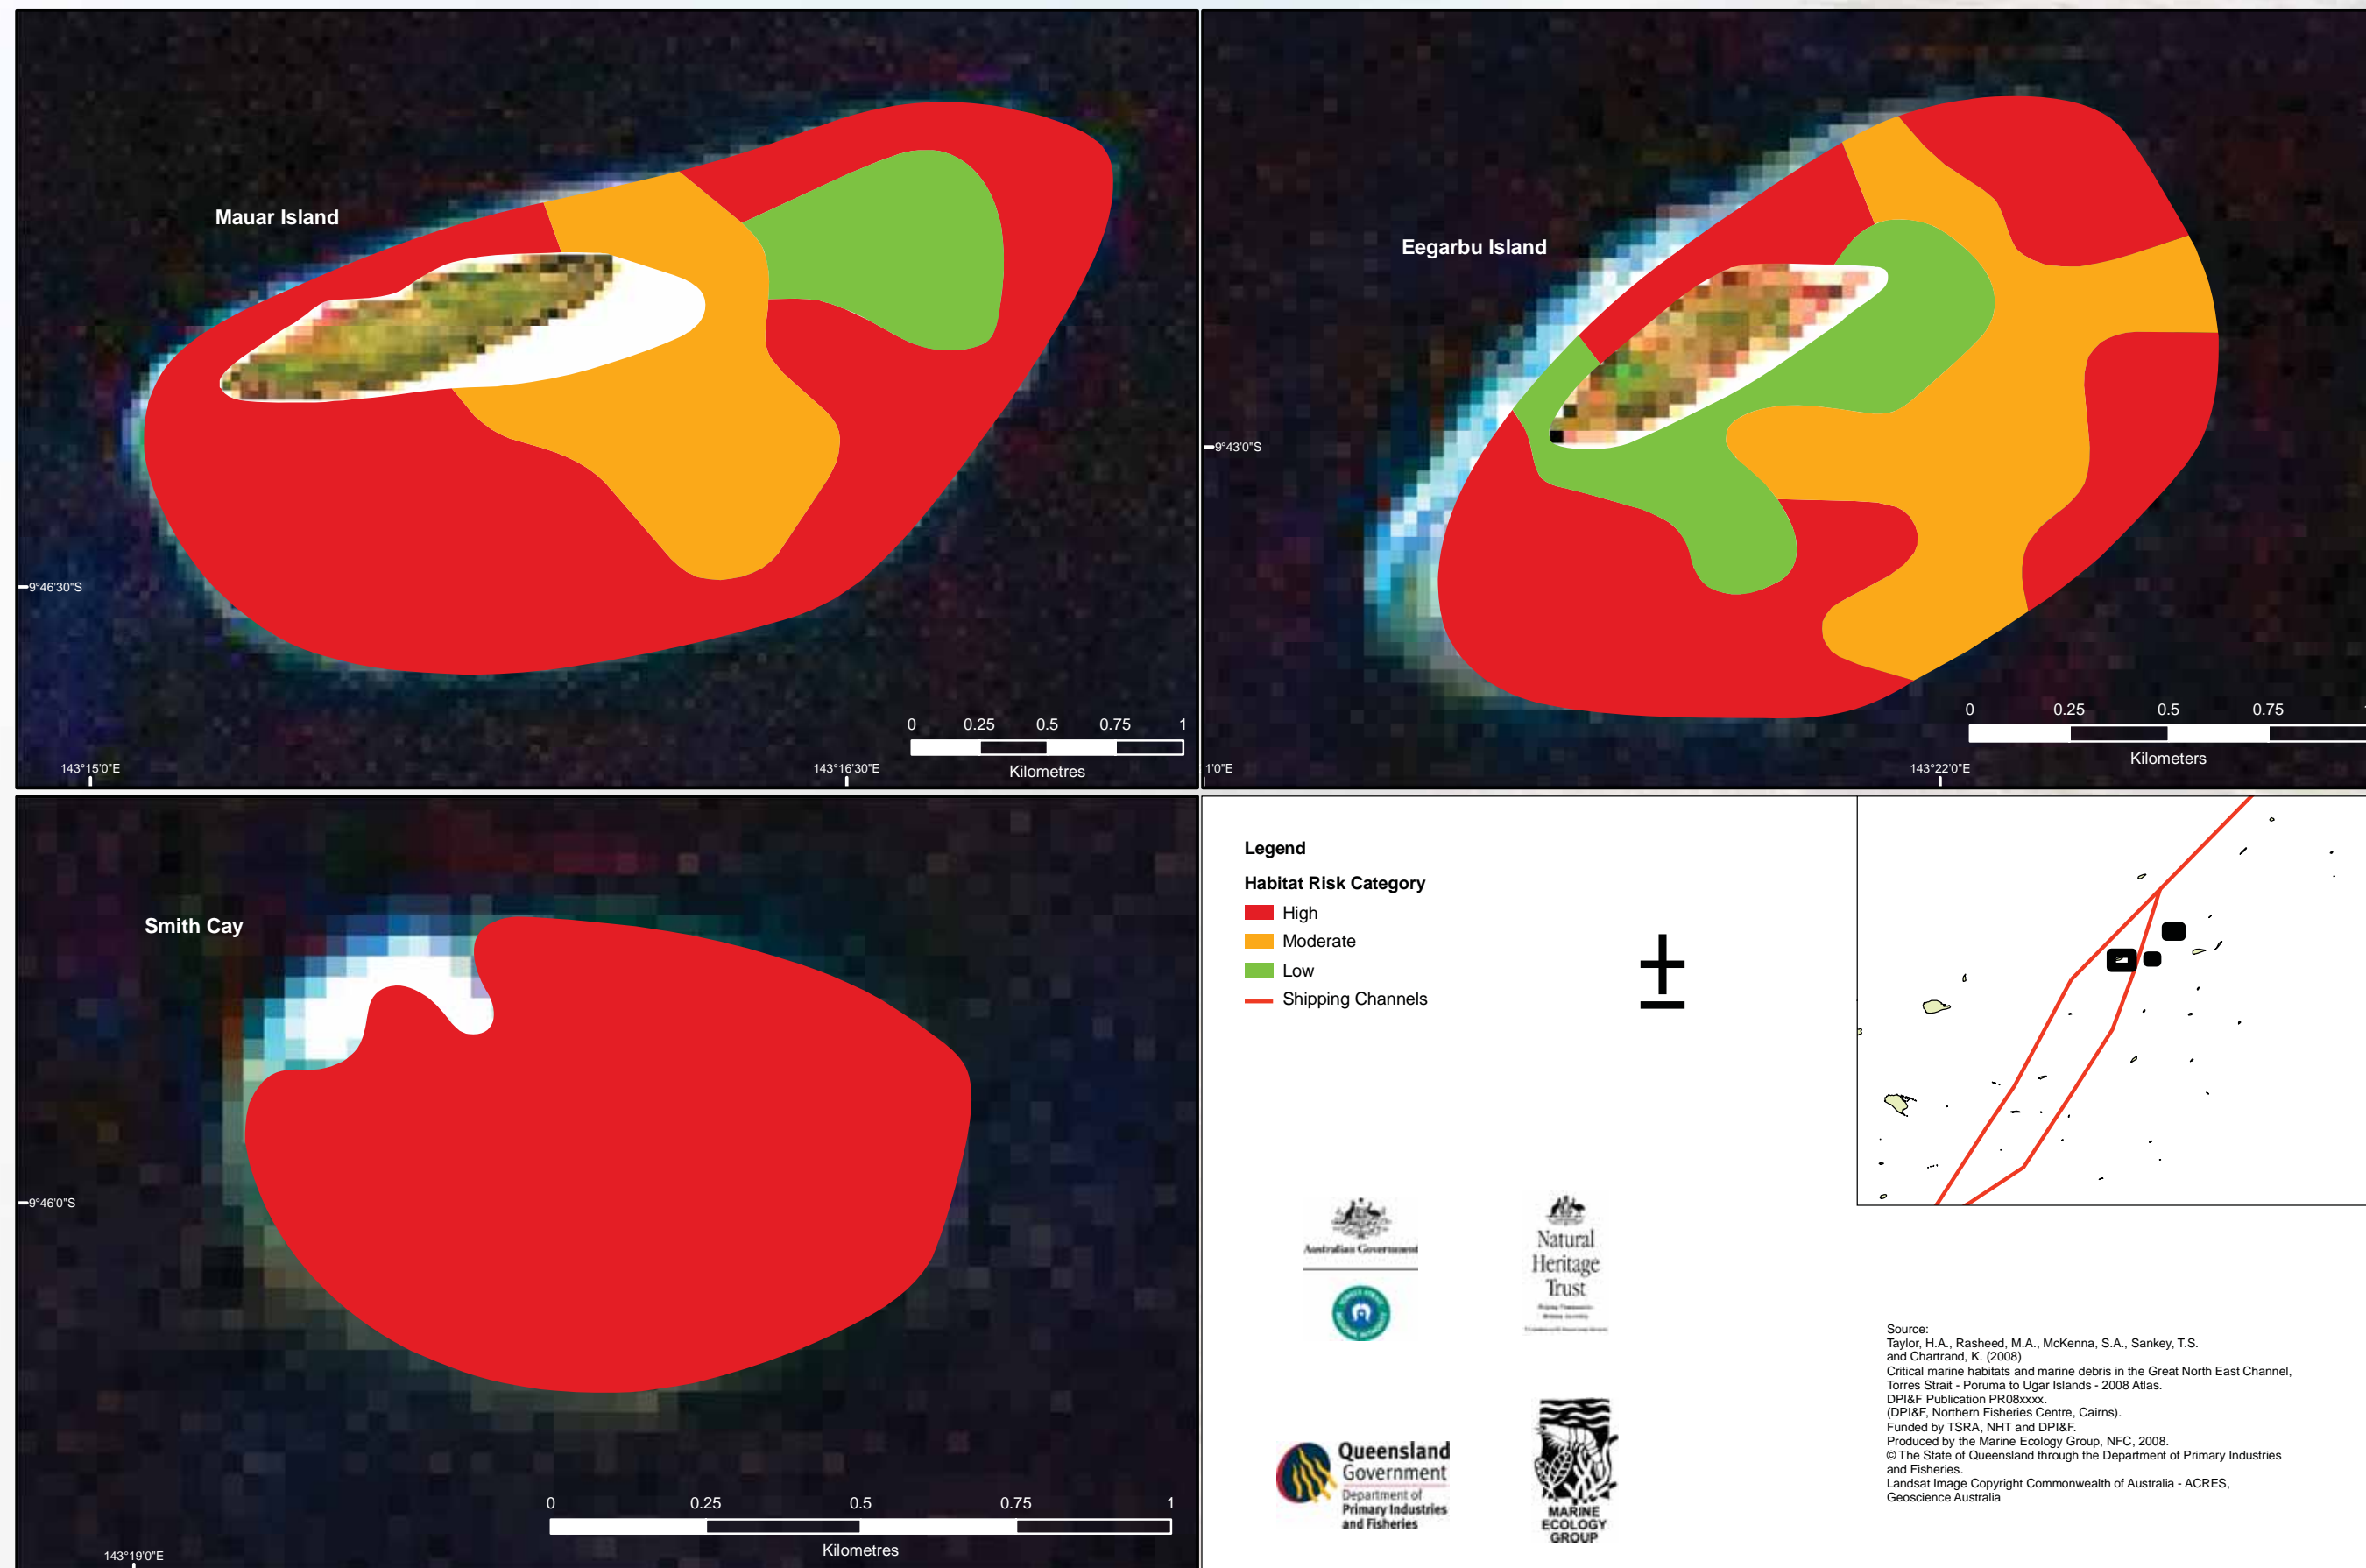 Mauar Island
9°46'30"S
0 0.25 0.5 0.75 1
Kilometres
143°15'0"E 143°16'30"E
Eegarbu Island
9°43'0"S
0 0.25 0.5 0.75
Kilometers
1'0"E 143°22'0"E
Smith Cay
9°46'0"S
0 0.25 0.5 0.75 1
Kilometres
143°19'0"E
Legend
Habitat Risk Category
High
Moderate
Low
Shipping Channels
Australian Government
Natural
Heritage
Trust
Queensland
Government
Department of
Primary Industries
and Fisheries
MARINE
ECOLOGY
GROUP
Source:
Taylor, H.A., Rasheed, M.A., McKenna, S.A., Sankey, T.S.
and Chartrand, K. (2008)
Critical marine habitats and marine debris in the Great North East Channel,
Torres Strait - Poruma to Ugar Islands - 2008 Atlas.
DPI&F Publication PR08xxxx.
(DPI&F, Northern Fisheries Centre, Cairns).
Funded by TSRA, NHT and DPI&F.
Produced by the Marine Ecology Group, NFC, 2008.
© The State of Queensland through the Department of Primary Industries
and Fisheries.
Landsat Image Copyright Commonwealth of Australia - ACRES,
Geoscience Australia